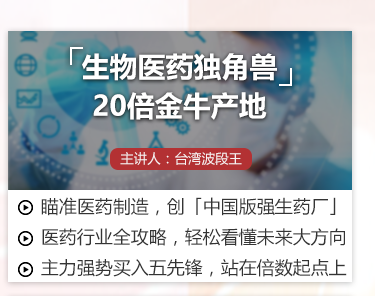 「生物医药独角兽」
20倍金牛产地
主讲人：台湾波段王
瞄准医药制造，创「中国版强生药厂」
医药行业全攻略，轻松看懂未来大方向
主力强势买入五先锋，站在倍数起点上